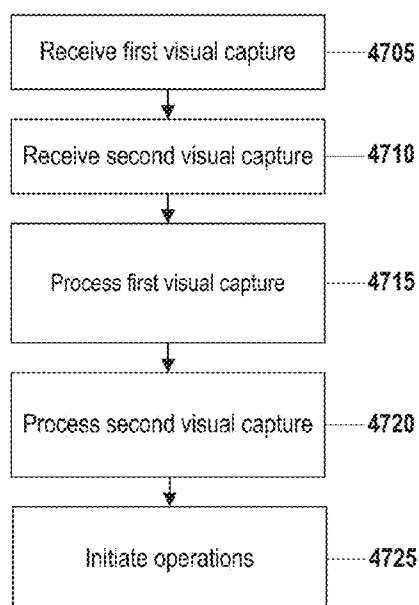 Receive first visual capture 4705
Receive second visual capture 4710
Process first visual capture 4715
Process second visual capture 4720
Initiate operations 4725